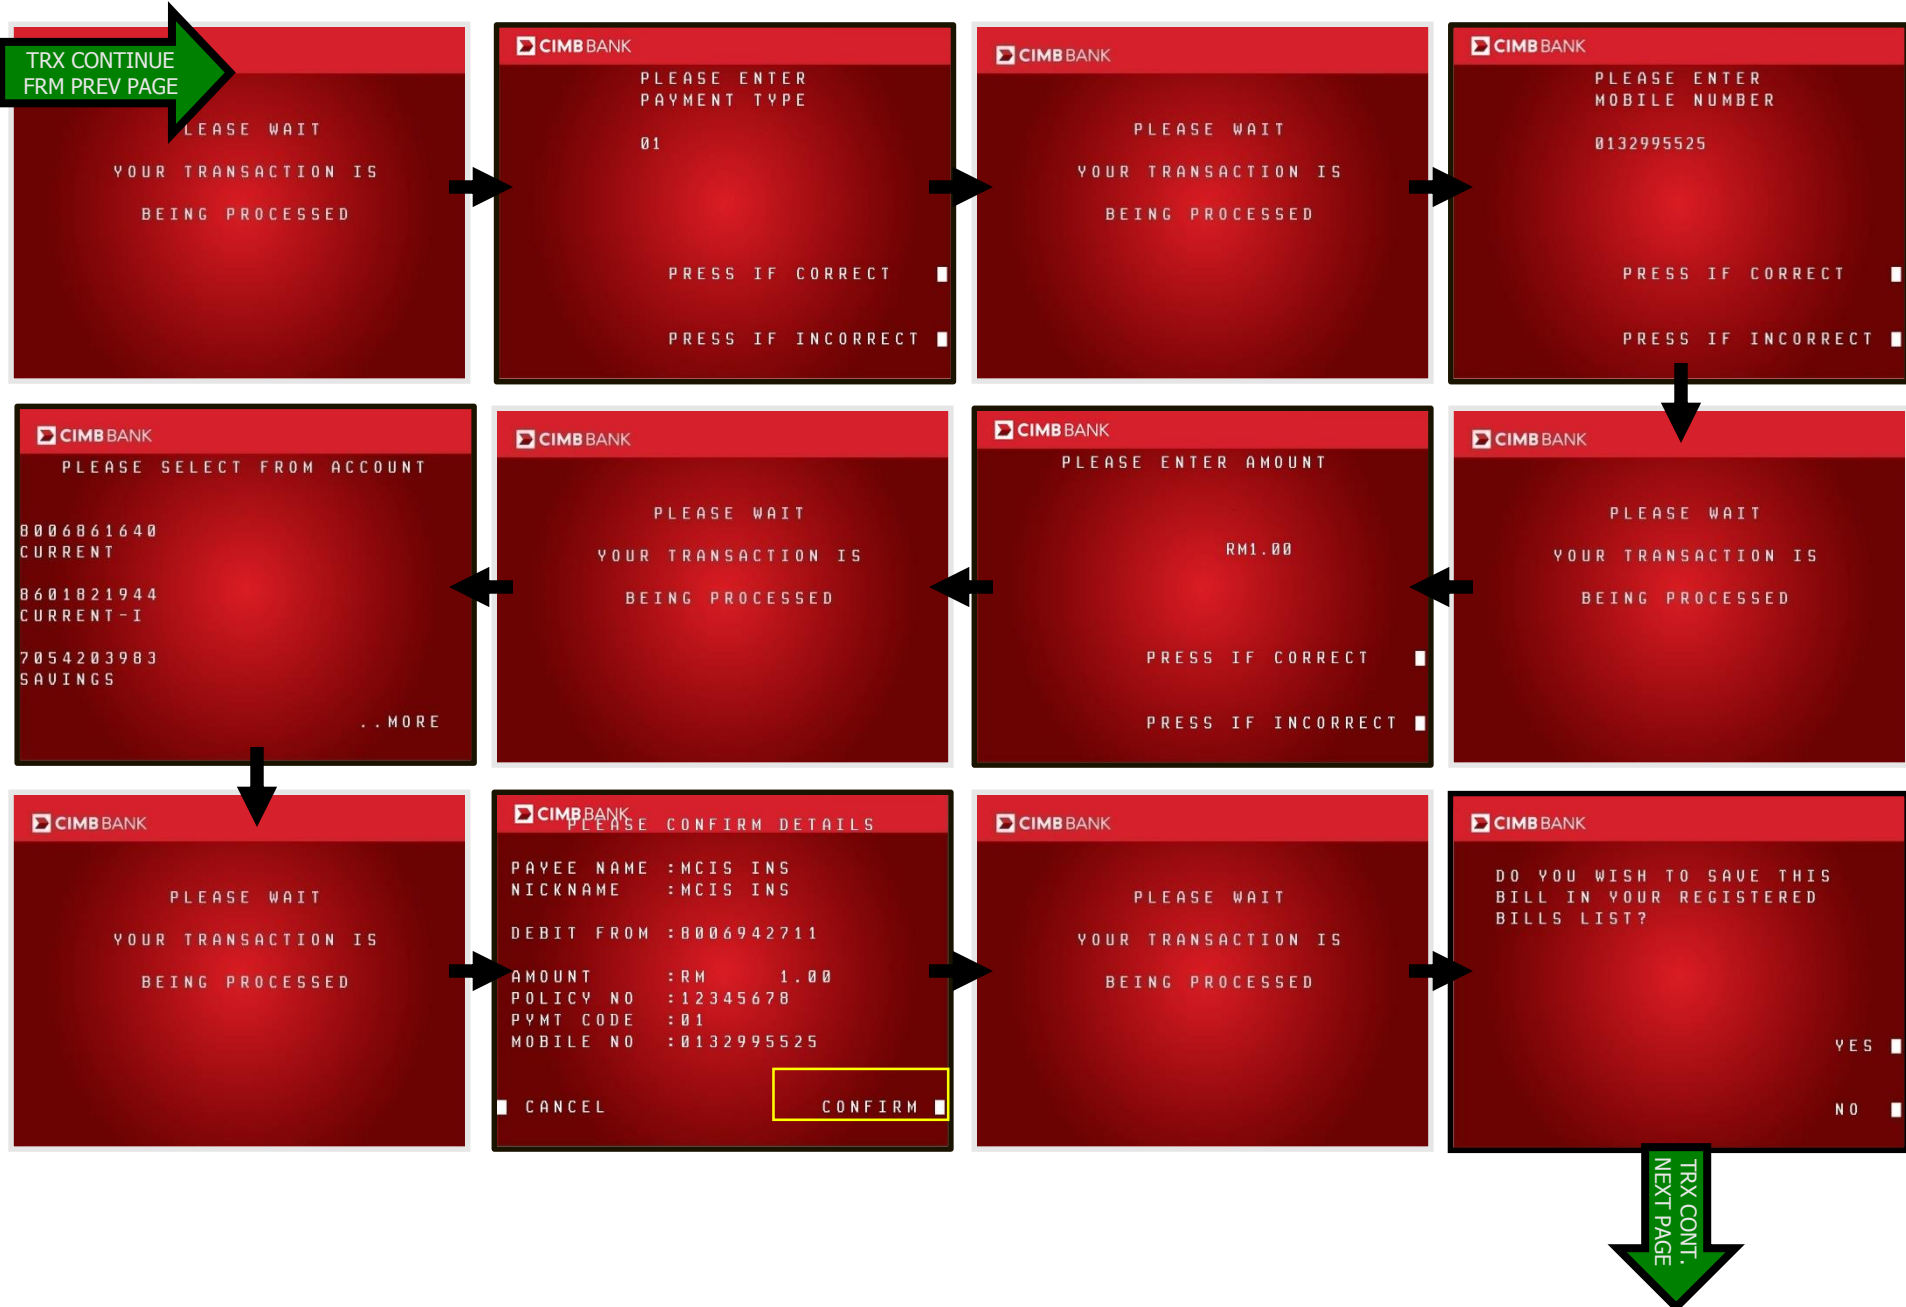 TRX CONTINUE
FRM PREV PAGE
LEASE WAIT
YOUR TRANSACTION IS
BEING PROCESSED
CIMB BANK
PLEASE ENTER
PAYMENT TYPE
01
PRESS IF CORRECT
PRESS IF INCORRECT
CIMB BANK
PLEASE WAIT
YOUR TRANSACTION IS
BEING PROCESSED
CIMB BANK
PLEASE ENTER
MOBILE NUMBER
0132995525
PRESS IF CORRECT
PRESS IF INCORRECT
CIMB BANK
PLEASE WAIT
YOUR TRANSACTION IS
BEING PROCESSED
CIMB BANK
PLEASE ENTER AMOUNT
RM1.00
PRESS IF CORRECT
PRESS IF INCORRECT
CIMB BANK
PLEASE WAIT
YOUR TRANSACTION IS
BEING PROCESSED
CIMB BANK
PLEASE SELECT FROM ACCOUNT
8006861640
CURRENT
8601821944
CURRENT-I
7054203983
SAVINGS
..MORE
CIMB BANK
PLEASE WAIT
YOUR TRANSACTION IS
BEING PROCESSED
CIMB BANK
PLEASE CONFIRM DETAILS
PAYEE NAME :MCIS INS
NICKNAME :MCIS INS
DEBIT FROM :8006942711
AMOUNT :RM 1.00
POLICY NO :12345678
PYMT CODE :01
MOBILE NO :0132995525
CANCEL CONFIRM
CIMB BANK
PLEASE WAIT
YOUR TRANSACTION IS
BEING PROCESSED
CIMB BANK
DO YOU WISH TO SAVE THIS
BILL IN YOUR REGISTERED
BILLS LIST?
YES
NO
TRX CONT.
NEXT PAGE